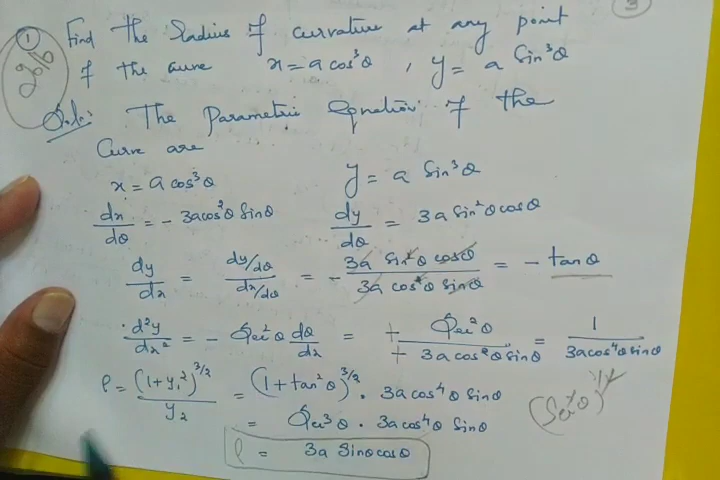 3
① Find the Radius of curvature at any point
of the curve x = a cos³θ , y = a Sin³θ
Soln: The Parametric Equation of the
Curve are
x = a cos³θ y = a Sin³θ
dx/dθ = - 3a cos²θ Sinθ dy/dθ = 3a Sin²θ cosθ
dy/dx = (dy/dθ)/(dx/dθ) = - (3a Sin²θ cosθ)/(3a cos²θ Sinθ) = - tanθ
d²y/dx² = - Sec²θ dθ/dx = + Sec²θ/(+ 3a cos²θ Sinθ) = 1/(3a cos⁴θ sinθ)
ρ = (1+y₁²)^3/2 / y₂ = (1+tan²θ)^3/2 · 3a cos⁴θ Sinθ
= Sec³θ · 3a cos⁴θ Sinθ
ρ = 3a Sinθ cosθ